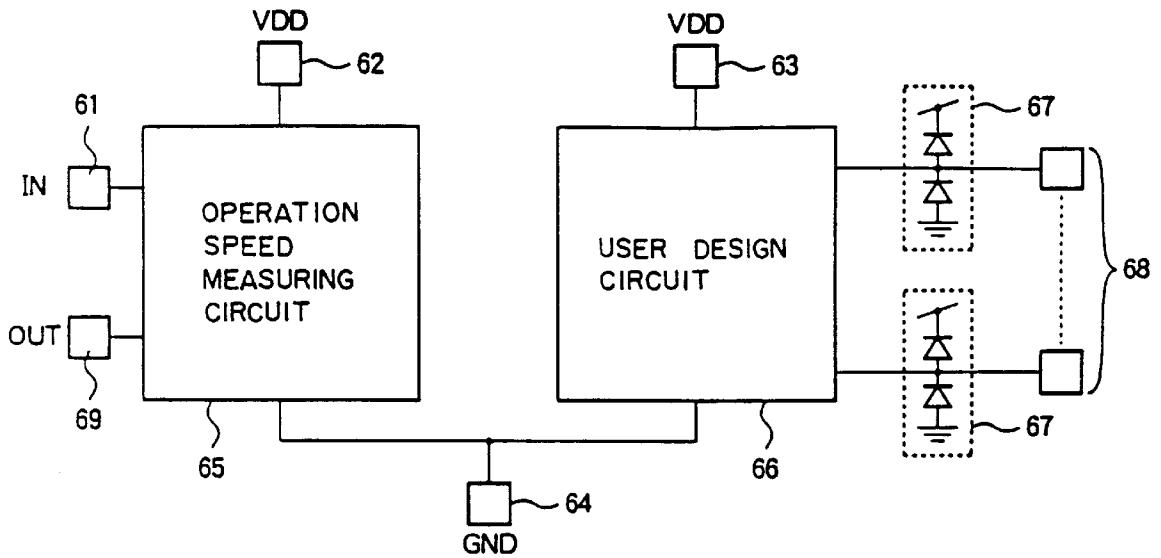 VDD
62
VDD
63
67
61
IN
OPERATION
SPEED
MEASURING
CIRCUIT
USER DESIGN
CIRCUIT
68
OUT
69
65
66
67
64
GND